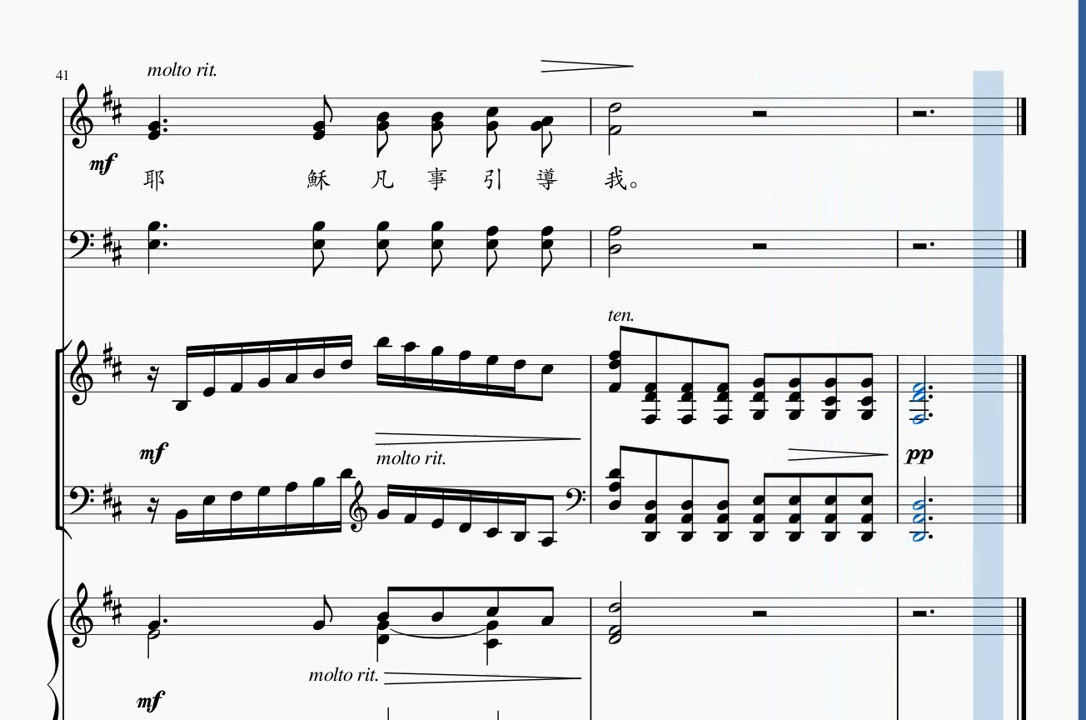 41
molto rit.
mf
耶 穌 凡 事 引 導 我。
ten.
mf
molto rit.
pp
molto rit.
mf